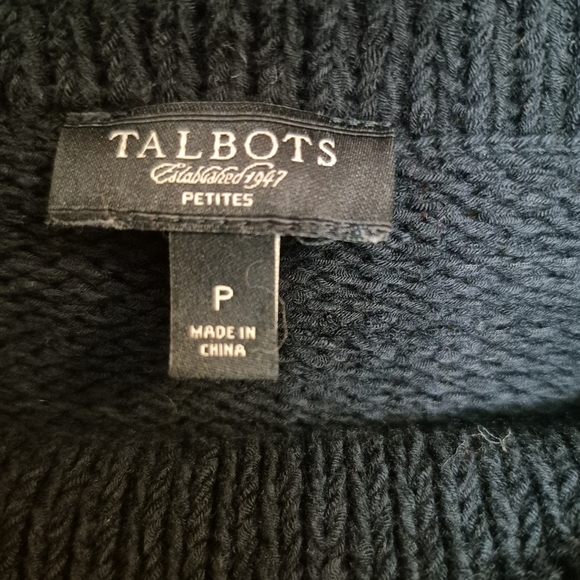 TALBOTS
Established 1947
PETITES
P
MADE IN
CHINA